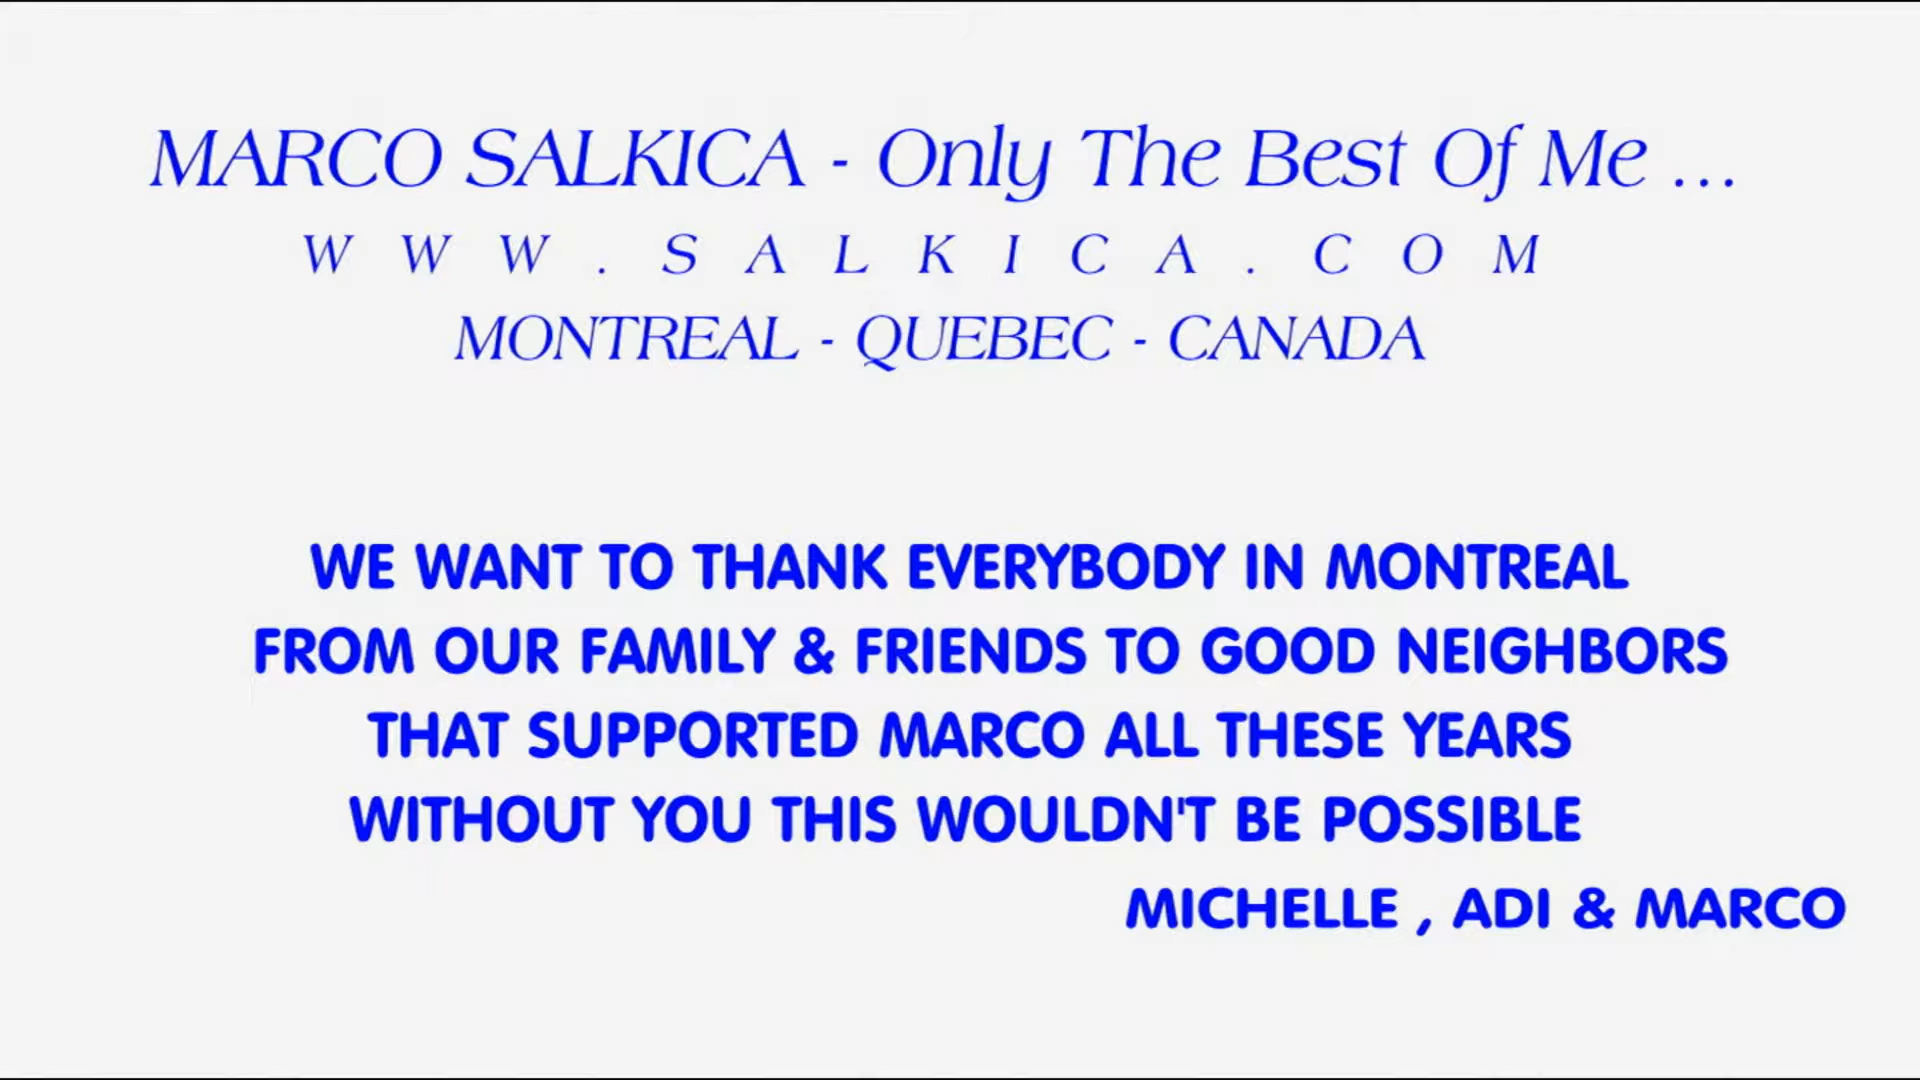 MARCO SALKICA - Only The Best Of Me ...
W W W . S A L K I C A . C O M
MONTREAL - QUEBEC - CANADA
WE WANT TO THANK EVERYBODY IN MONTREAL
FROM OUR FAMILY & FRIENDS TO GOOD NEIGHBORS
THAT SUPPORTED MARCO ALL THESE YEARS
WITHOUT YOU THIS WOULDN'T BE POSSIBLE
MICHELLE , ADI & MARCO